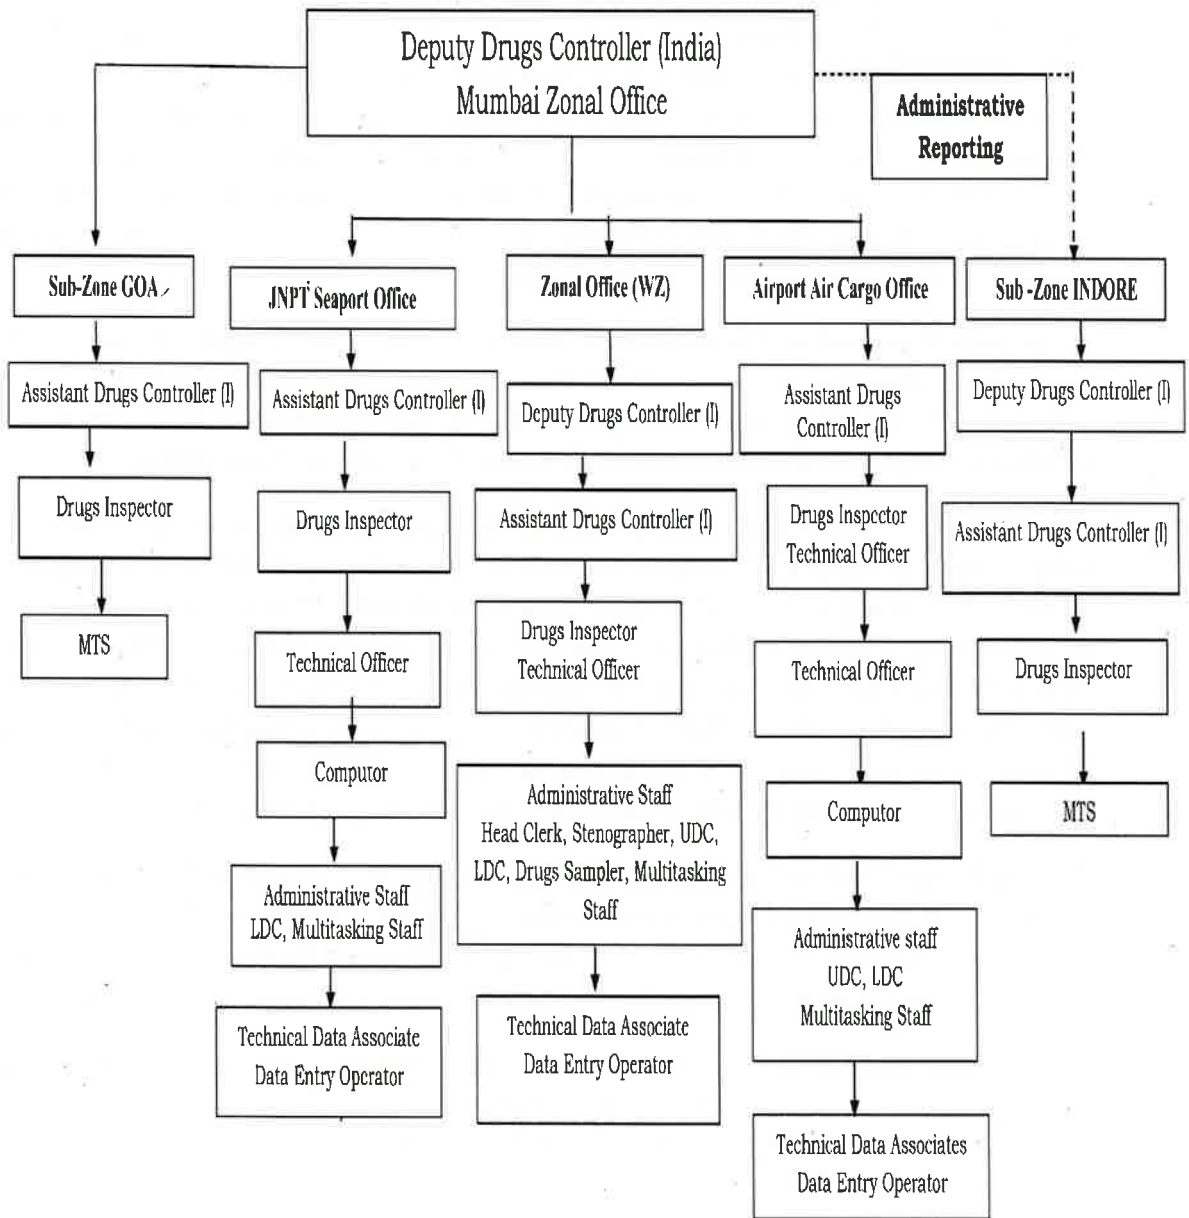 Deputy Drugs Controller (India)
Mumbai Zonal Office
Administrative
Reporting
Sub-Zone GOA
Assistant Drugs Controller (I)
Drugs Inspector
MTS
JNPT Seaport Office
Assistant Drugs Controller (I)
Drugs Inspector
Technical Officer
Computor
Administrative Staff
LDC, Multitasking Staff
Technical Data Associate
Data Entry Operator
Zonal Office (WZ)
Deputy Drugs Controller (I)
Assistant Drugs Controller (I)
Drugs Inspector
Technical Officer
Administrative Staff
Head Clerk, Stenographer, UDC,
LDC, Drugs Sampler, Multitasking
Staff
Technical Data Associate
Data Entry Operator
Airport Air Cargo Office
Assistant Drugs
Controller (I)
Drugs Inspector
Technical Officer
Technical Officer
Computor
Administrative staff
UDC, LDC
Multitasking Staff
Technical Data Associates
Data Entry Operator
Sub -Zone INDORE
Deputy Drugs Controller (I)
Assistant Drugs Controller (I)
Drugs Inspector
MTS